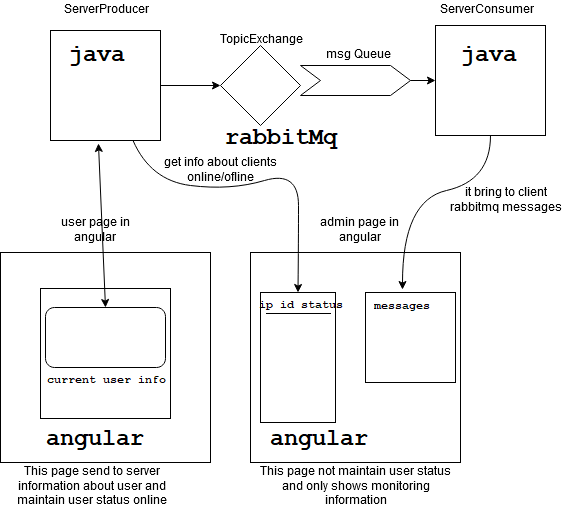 ServerProducer
ServerConsumer
java
TopicExchange
msg Queue
java
rabbitMq
get info about clients
online/ofline
it bring to client
rabbitmq messages
user page in
angular
admin page in
angular
ip id status
messages
current user info
angular
angular
This page send to server
information about user and
maintain user status online
This page not maintain user status
and only shows monitoring
information